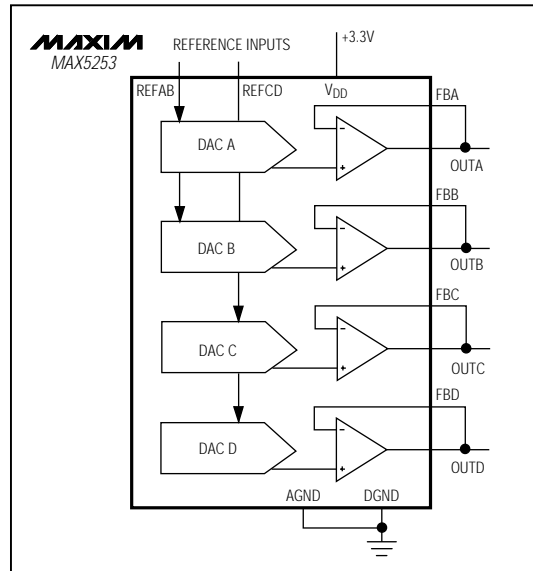 MAXIM
MAX5253
REFERENCE INPUTS
+3.3V
REFAB
REFCD
VDD
FBA
DAC A
-
+
OUTA
FBB
DAC B
-
+
OUTB
FBC
DAC C
-
+
OUTC
FBD
DAC D
-
+
OUTD
AGND
DGND